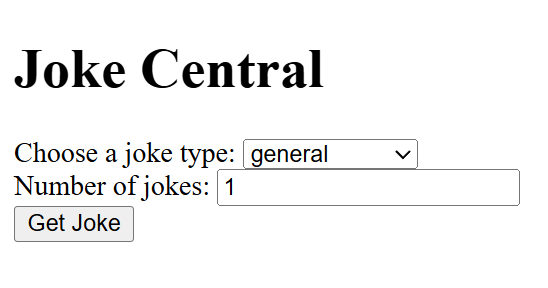 Joke Central
Choose a joke type: general
Number of jokes: 1
Get Joke